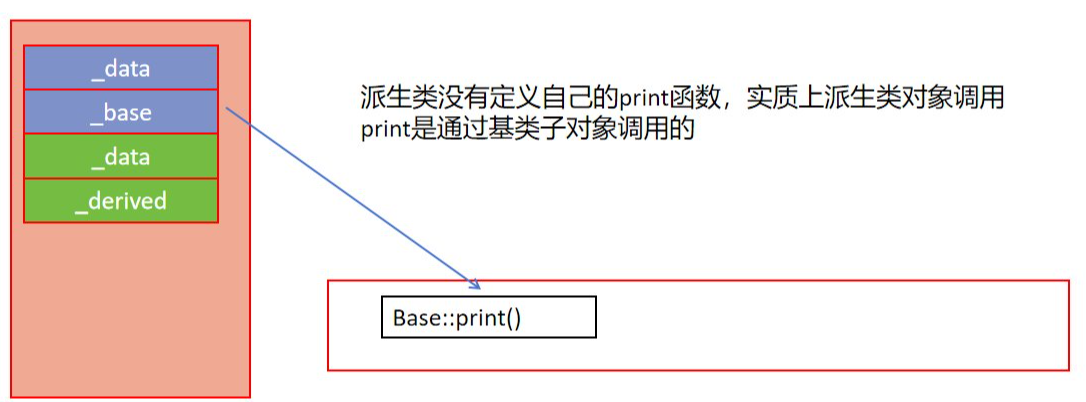 _data
_base
_data
_derived
派生类没有定义自己的print函数，实质上派生类对象调用
print是通过基类子对象调用的
Base::print()